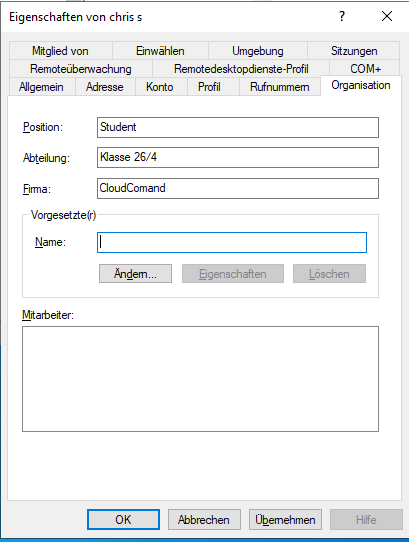 Eigenschaften von chris s
? ×
Mitglied von Einwählen Umgebung Sitzungen
Remoteüberwachung Remotedesktopdienste-Profil COM+
Allgemein Adresse Konto Profil Rufnummern Organisation
Position: Student
Abteilung: Klasse 26/4
Firma: CloudComand
Vorgesetzte(r)
Name:
Ändern... Eigenschaften Löschen
Mitarbeiter:
OK Abbrechen Übernehmen Hilfe